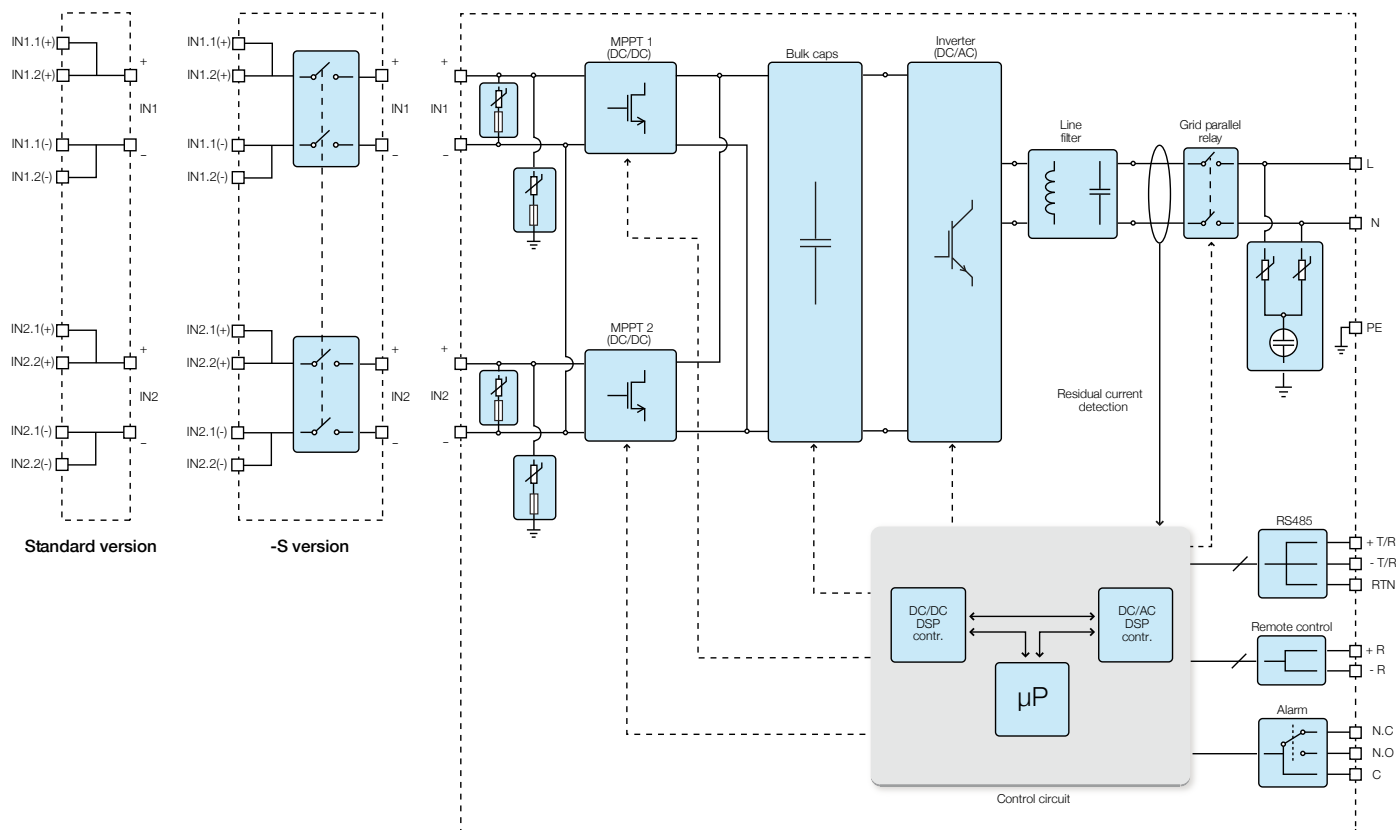 IN1.1(+)
IN1.2(+)
+
IN1
IN1.1(-)
−
IN1.2(-)
IN2.1(+)
+
IN2.2(+)
IN2
IN2.1(-)
−
IN2.2(-)
Standard version
IN1.1(+)
IN1.2(+)
+
IN1
IN1.1(-)
−
IN1.2(-)
IN2.1(+)
+
IN2.2(+)
IN2
IN2.1(-)
−
IN2.2(-)
-S version
+
IN1
−
+
IN2
−
MPPT 1
(DC/DC)
MPPT 2
(DC/DC)
Bulk caps
Inverter
(DC/AC)
Line
filter
Grid parallel
relay
L
N
PE
Residual current
detection
DC/DC
DSP
contr.
DC/AC
DSP
contr.
µP
Control circuit
RS485
+ T/R
- T/R
RTN
Remote control
+ R
- R
Alarm
N.C
N.O
C